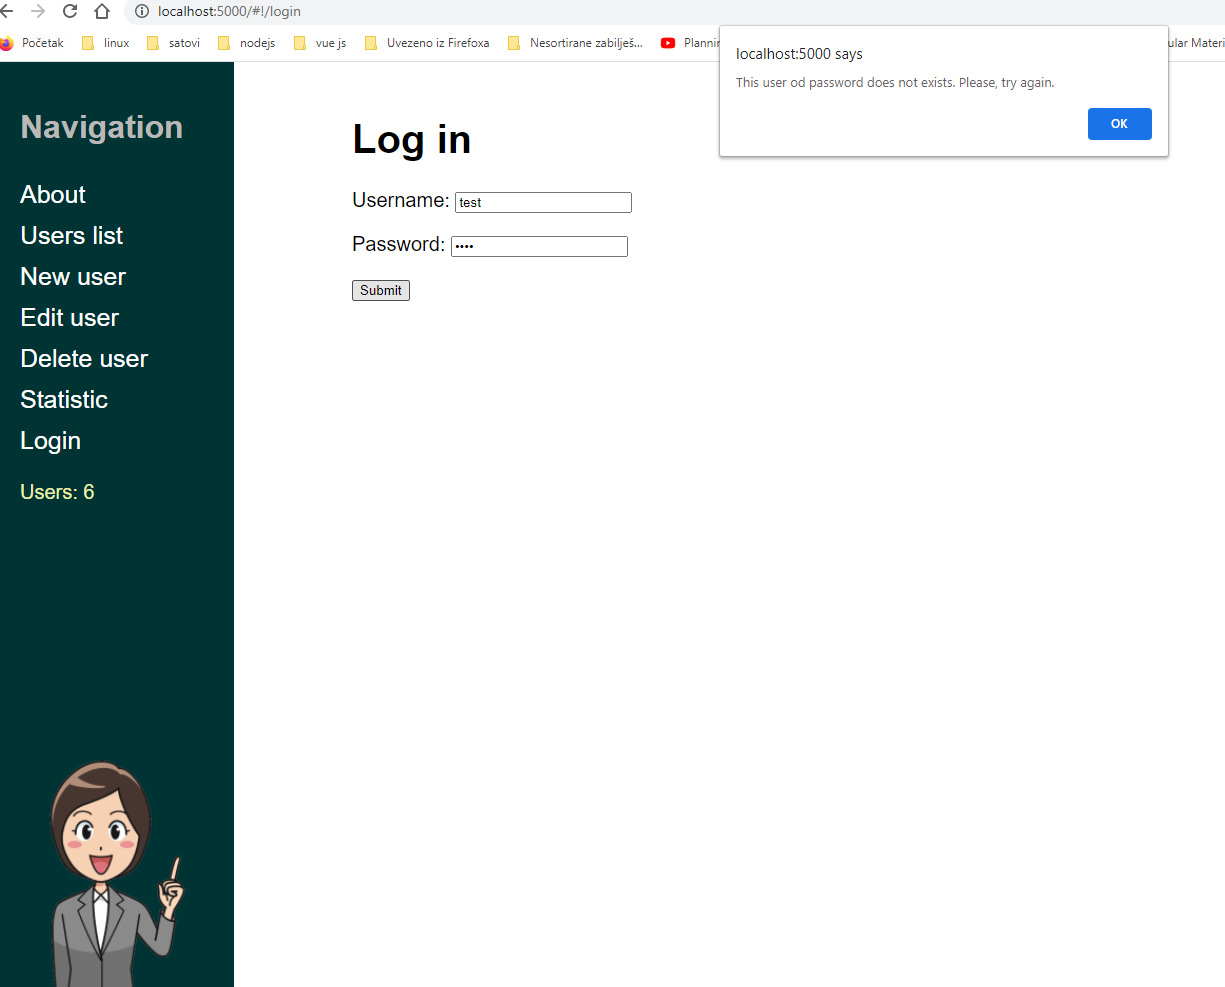 localhost:5000/#!/login
Početak linux satovi nodejs vue js Uvezeno iz Firefoxa Nesortirane zabilješ... Plannin ular Materi
localhost:5000 says
This user od password does not exists. Please, try again.
OK
Navigation
About
Users list
New user
Edit user
Delete user
Statistic
Login
Users: 6
Log in
Username: test
Password: ••••
Submit